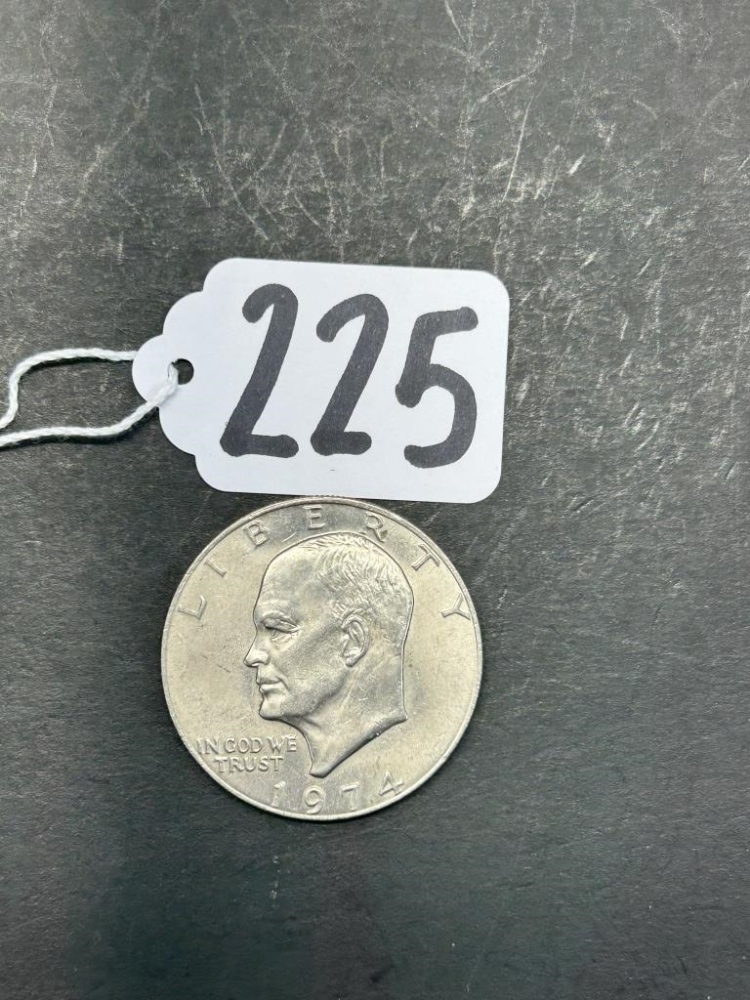 225
LIBERTY
IN GOD WE
TRUST
1974